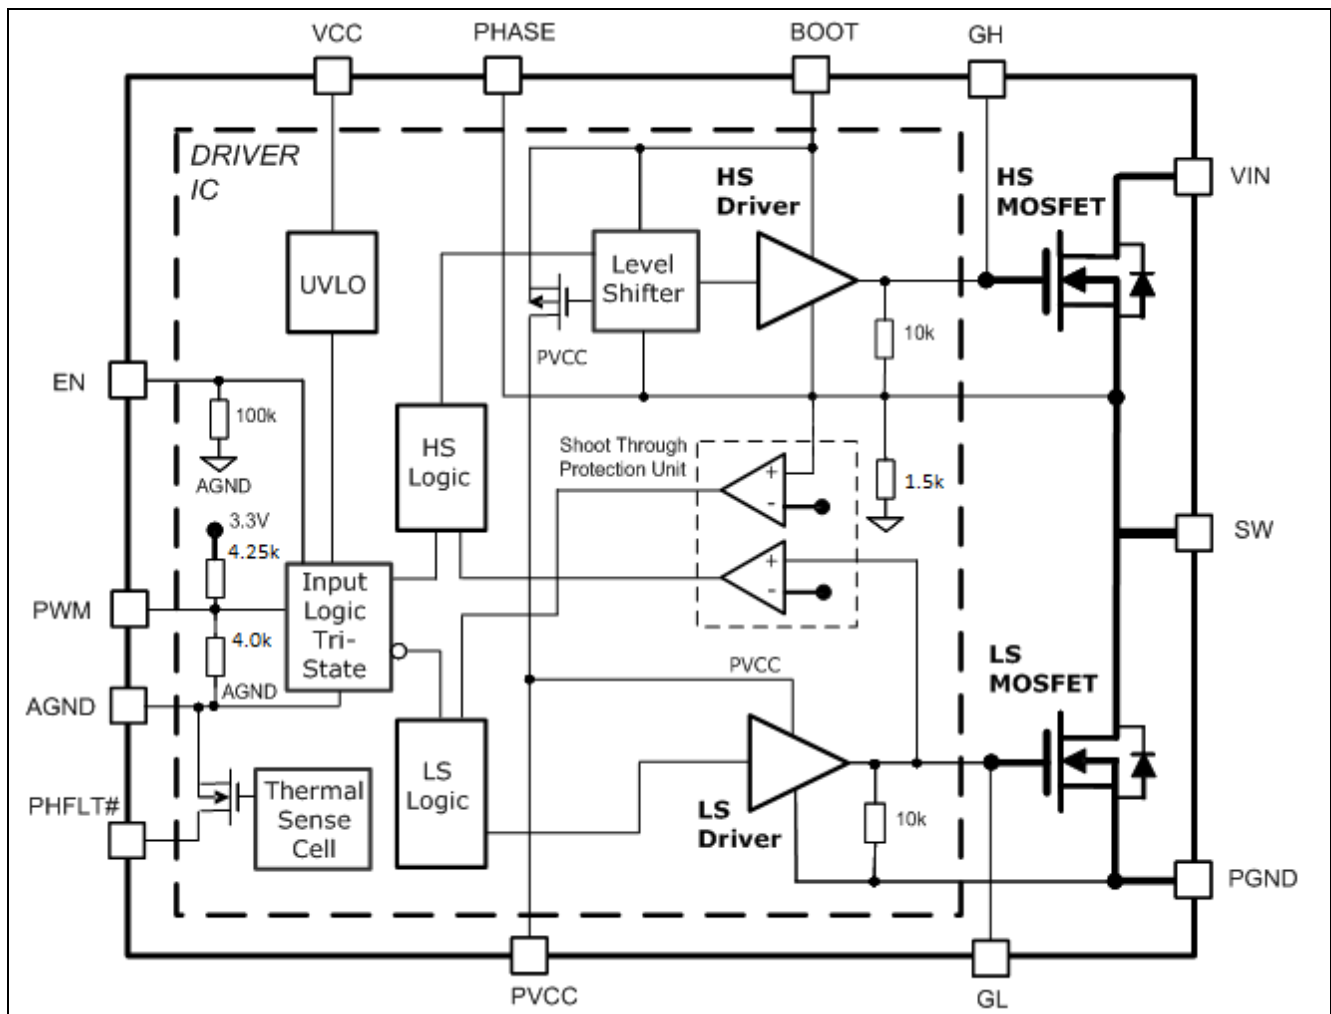 VCC
PHASE
BOOT
GH
DRIVER
IC
HS
Driver
HS
MOSFET
VIN
UVLO
Level
Shifter
10k
PVCC
EN
100k
AGND
HS
Logic
Shoot Through
Protection Unit
+
-
1.5k
3.3V
4.25k
SW
Input
Logic
Tri-
State
+
-
PWM
4.0k
AGND
AGND
PVCC
LS
MOSFET
LS
Logic
Thermal
Sense
Cell
PHFLT#
LS
Driver
10k
PGND
PVCC
GL